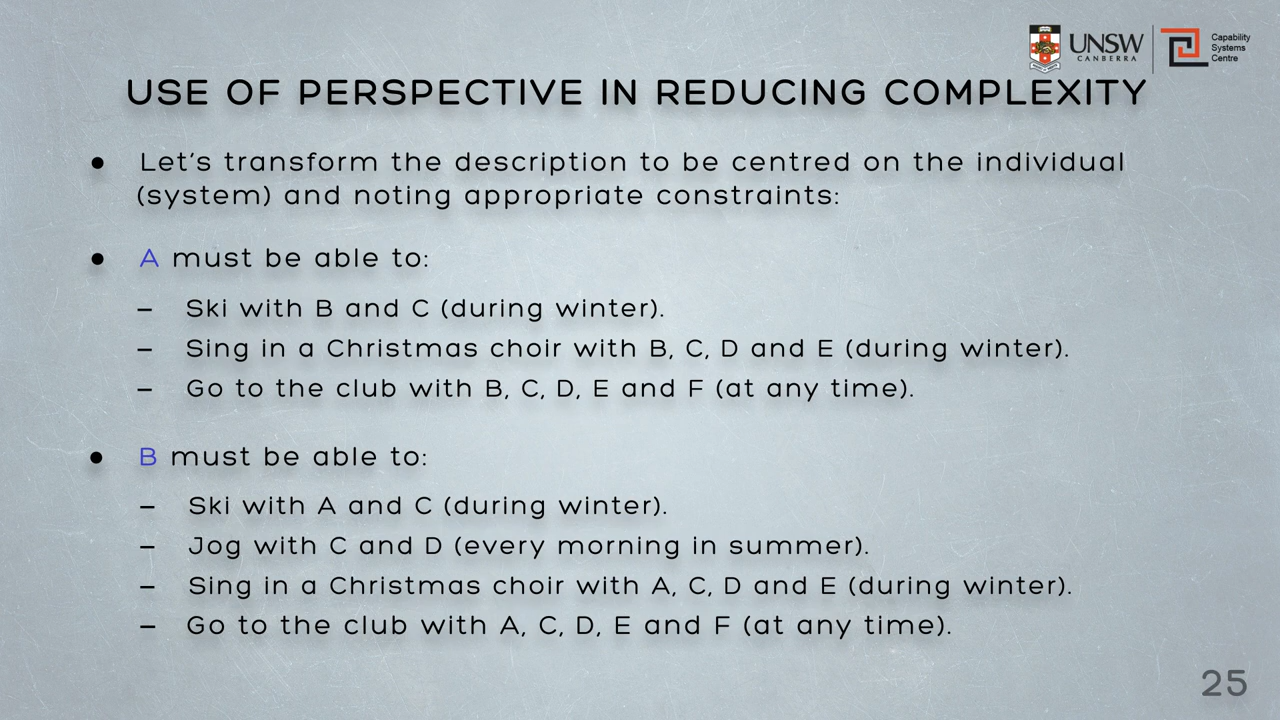 UNSW
CANBERRA
Capability
Systems
Centre
USE OF PERSPECTIVE IN REDUCING COMPLEXITY
● Let's transform the description to be centred on the individual
(system) and noting appropriate constraints:
● A must be able to:
– Ski with B and C (during winter).
– Sing in a Christmas choir with B, C, D and E (during winter).
– Go to the club with B, C, D, E and F (at any time).
● B must be able to:
– Ski with A and C (during winter).
– Jog with C and D (every morning in summer).
– Sing in a Christmas choir with A, C, D and E (during winter).
– Go to the club with A, C, D, E and F (at any time).
25